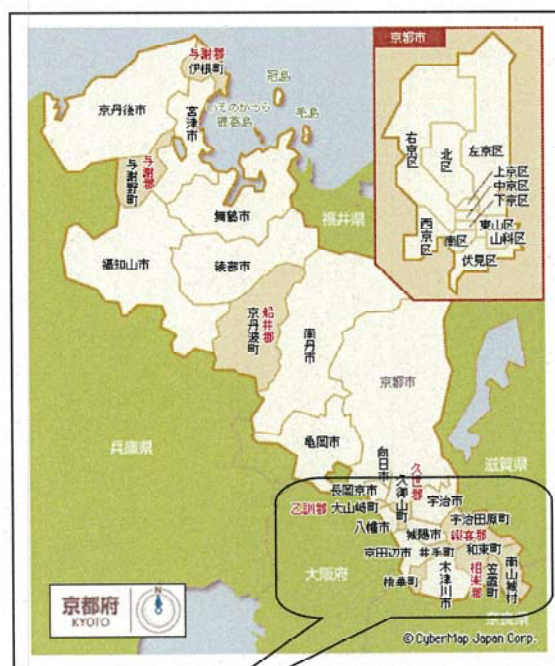 与謝郡
伊根町
冠島
京丹後市
宮津市
いそのかつら
磯葛島
毛島
与謝郡
与謝野町
舞鶴市
福井県
福知山市
綾部市
船井郡
京丹波町
南丹市
京都市
兵庫県
亀岡市
向日市
久世郡
滋賀県
長岡京市
乙訓郡
大山崎町
久御山町
宇治市
八幡市
宇治田原町
城陽市
綴喜郡
京田辺市
井手町
和束町
大阪府
精華町
木津川市
相楽郡
笠置町
南山城村
奈良県
京都市
右京区
北区
左京区
上京区
中京区
下京区
西京区
南区
東山区
山科区
伏見区
京都府
KYOTO
© CyberMap Japan Corp.